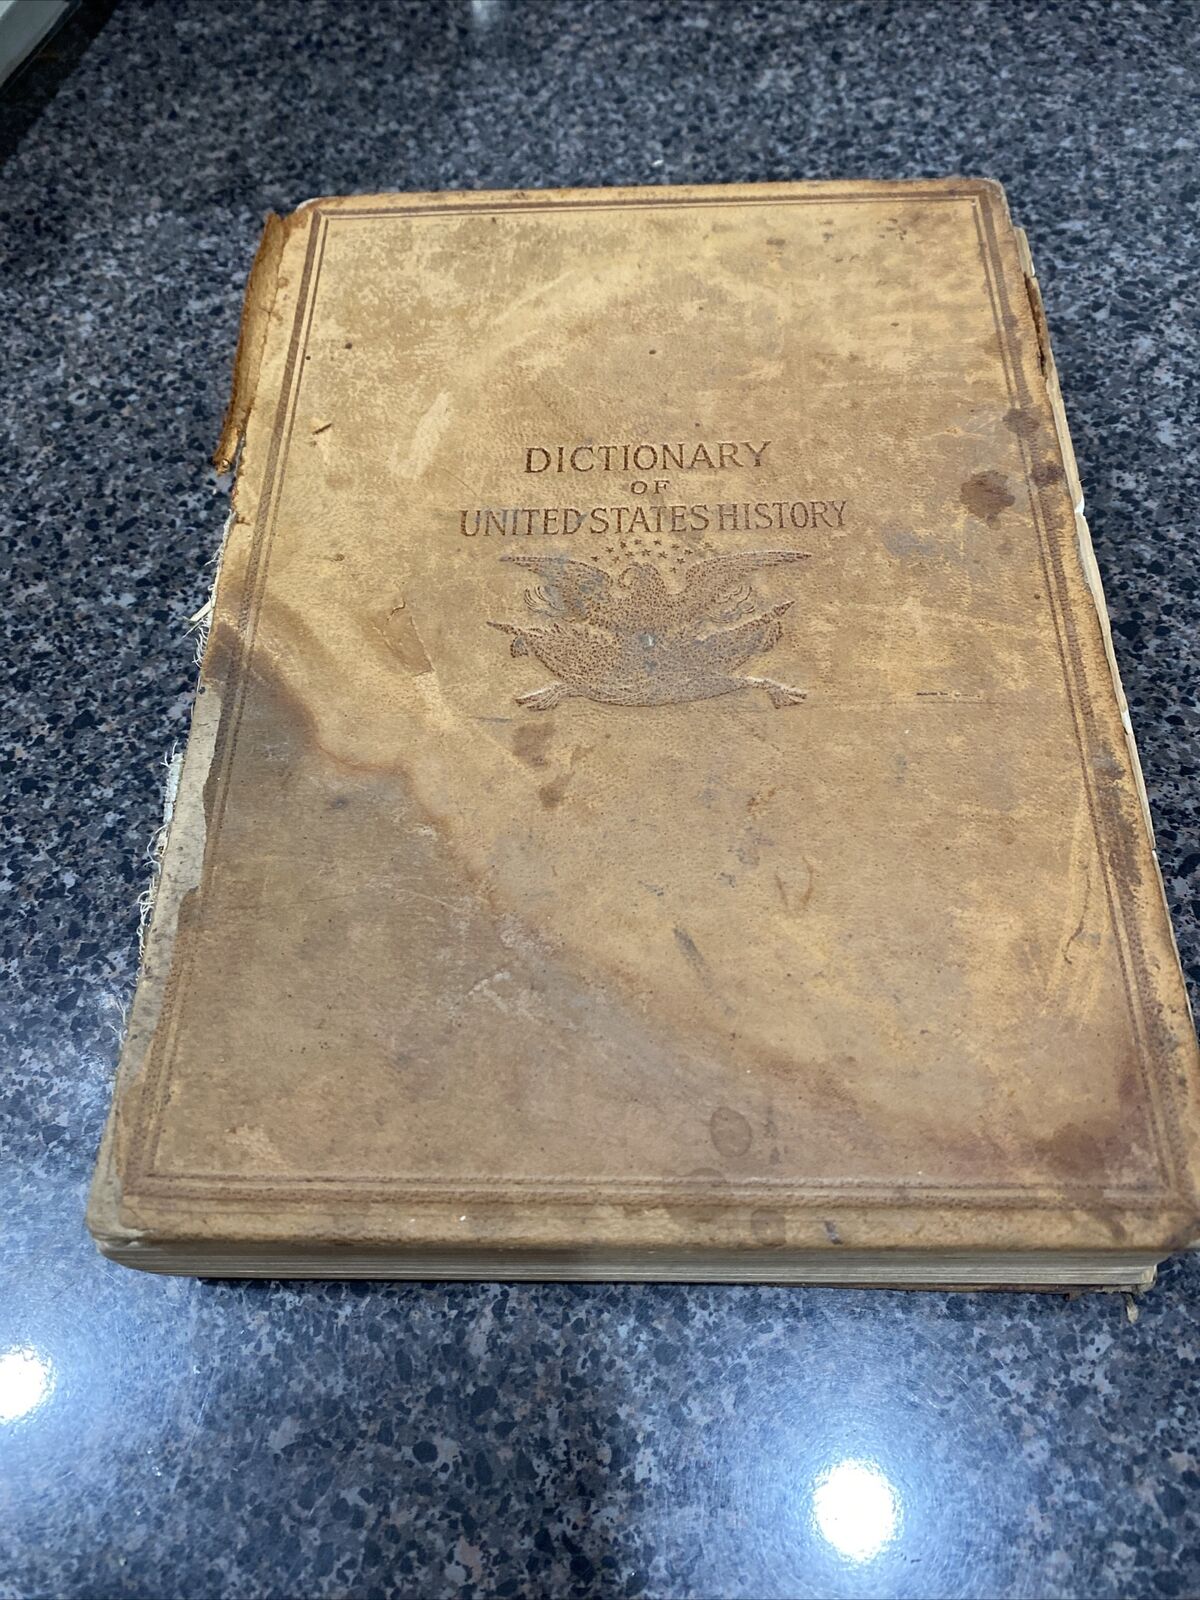 DICTIONARY
OF
UNITED STATES HISTORY